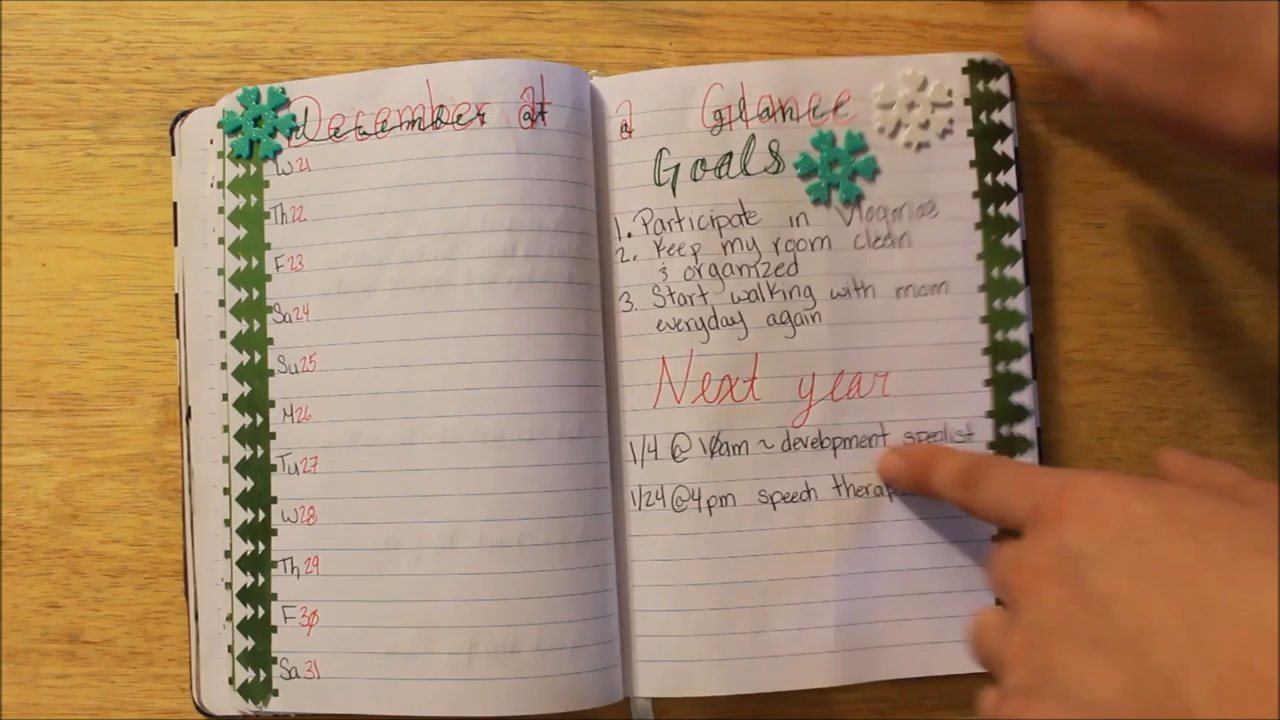 December at
W21
Th22
F23
Sa24
Su25
M26
Tu27
W28
Th29
F30
Sa31
a Glance
Goals
1. Participate in Vlogmas
2. Keep my room clean
& organized
3. Start walking with mom
everyday again
Next year
1/4 @ 10am ~ development spealist
1/24 @4pm speech